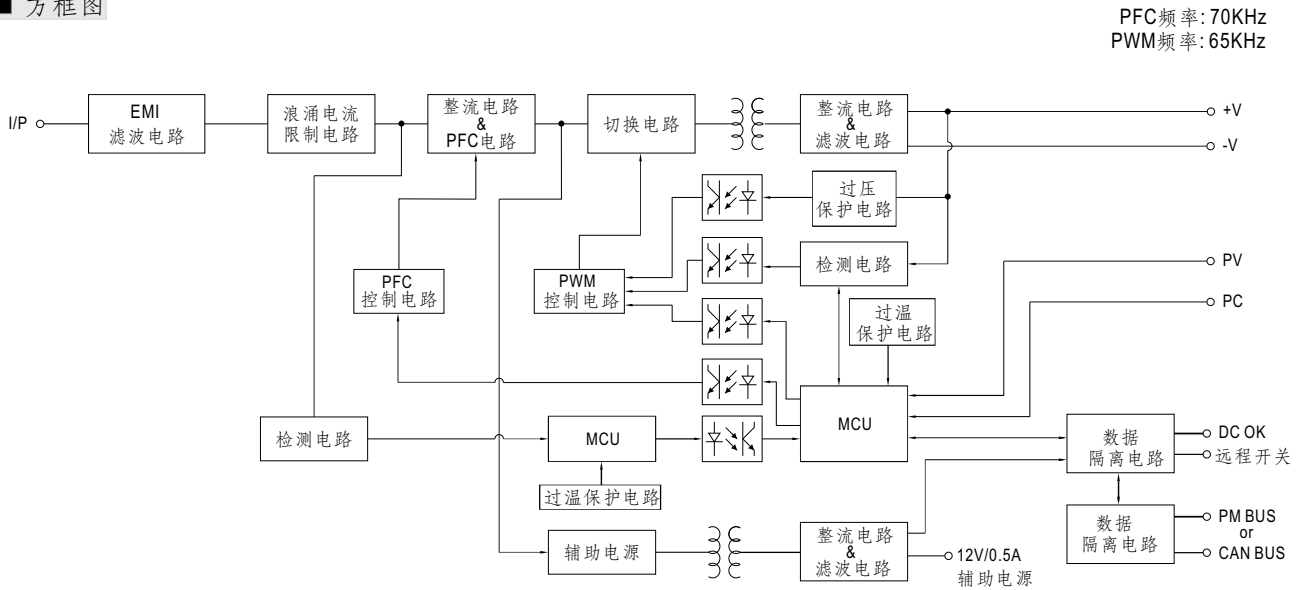 ■ 方框图
PFC频率: 70KHz
PWM频率: 65KHz
I/P
EMI
滤波电路
浪涌电流
限制电路
整流电路
&
PFC电路
切换电路
整流电路
&
滤波电路
+V
-V
过压
保护电路
检测电路
PFC
控制电路
PWM
控制电路
过温
保护电路
PV
PC
检测电路
MCU
MCU
过温保护电路
数据
隔离电路
DC OK
远程开关
辅助电源
整流电路
&
滤波电路
12V/0.5A
辅助电源
数据
隔离电路
PM BUS
or
CAN BUS